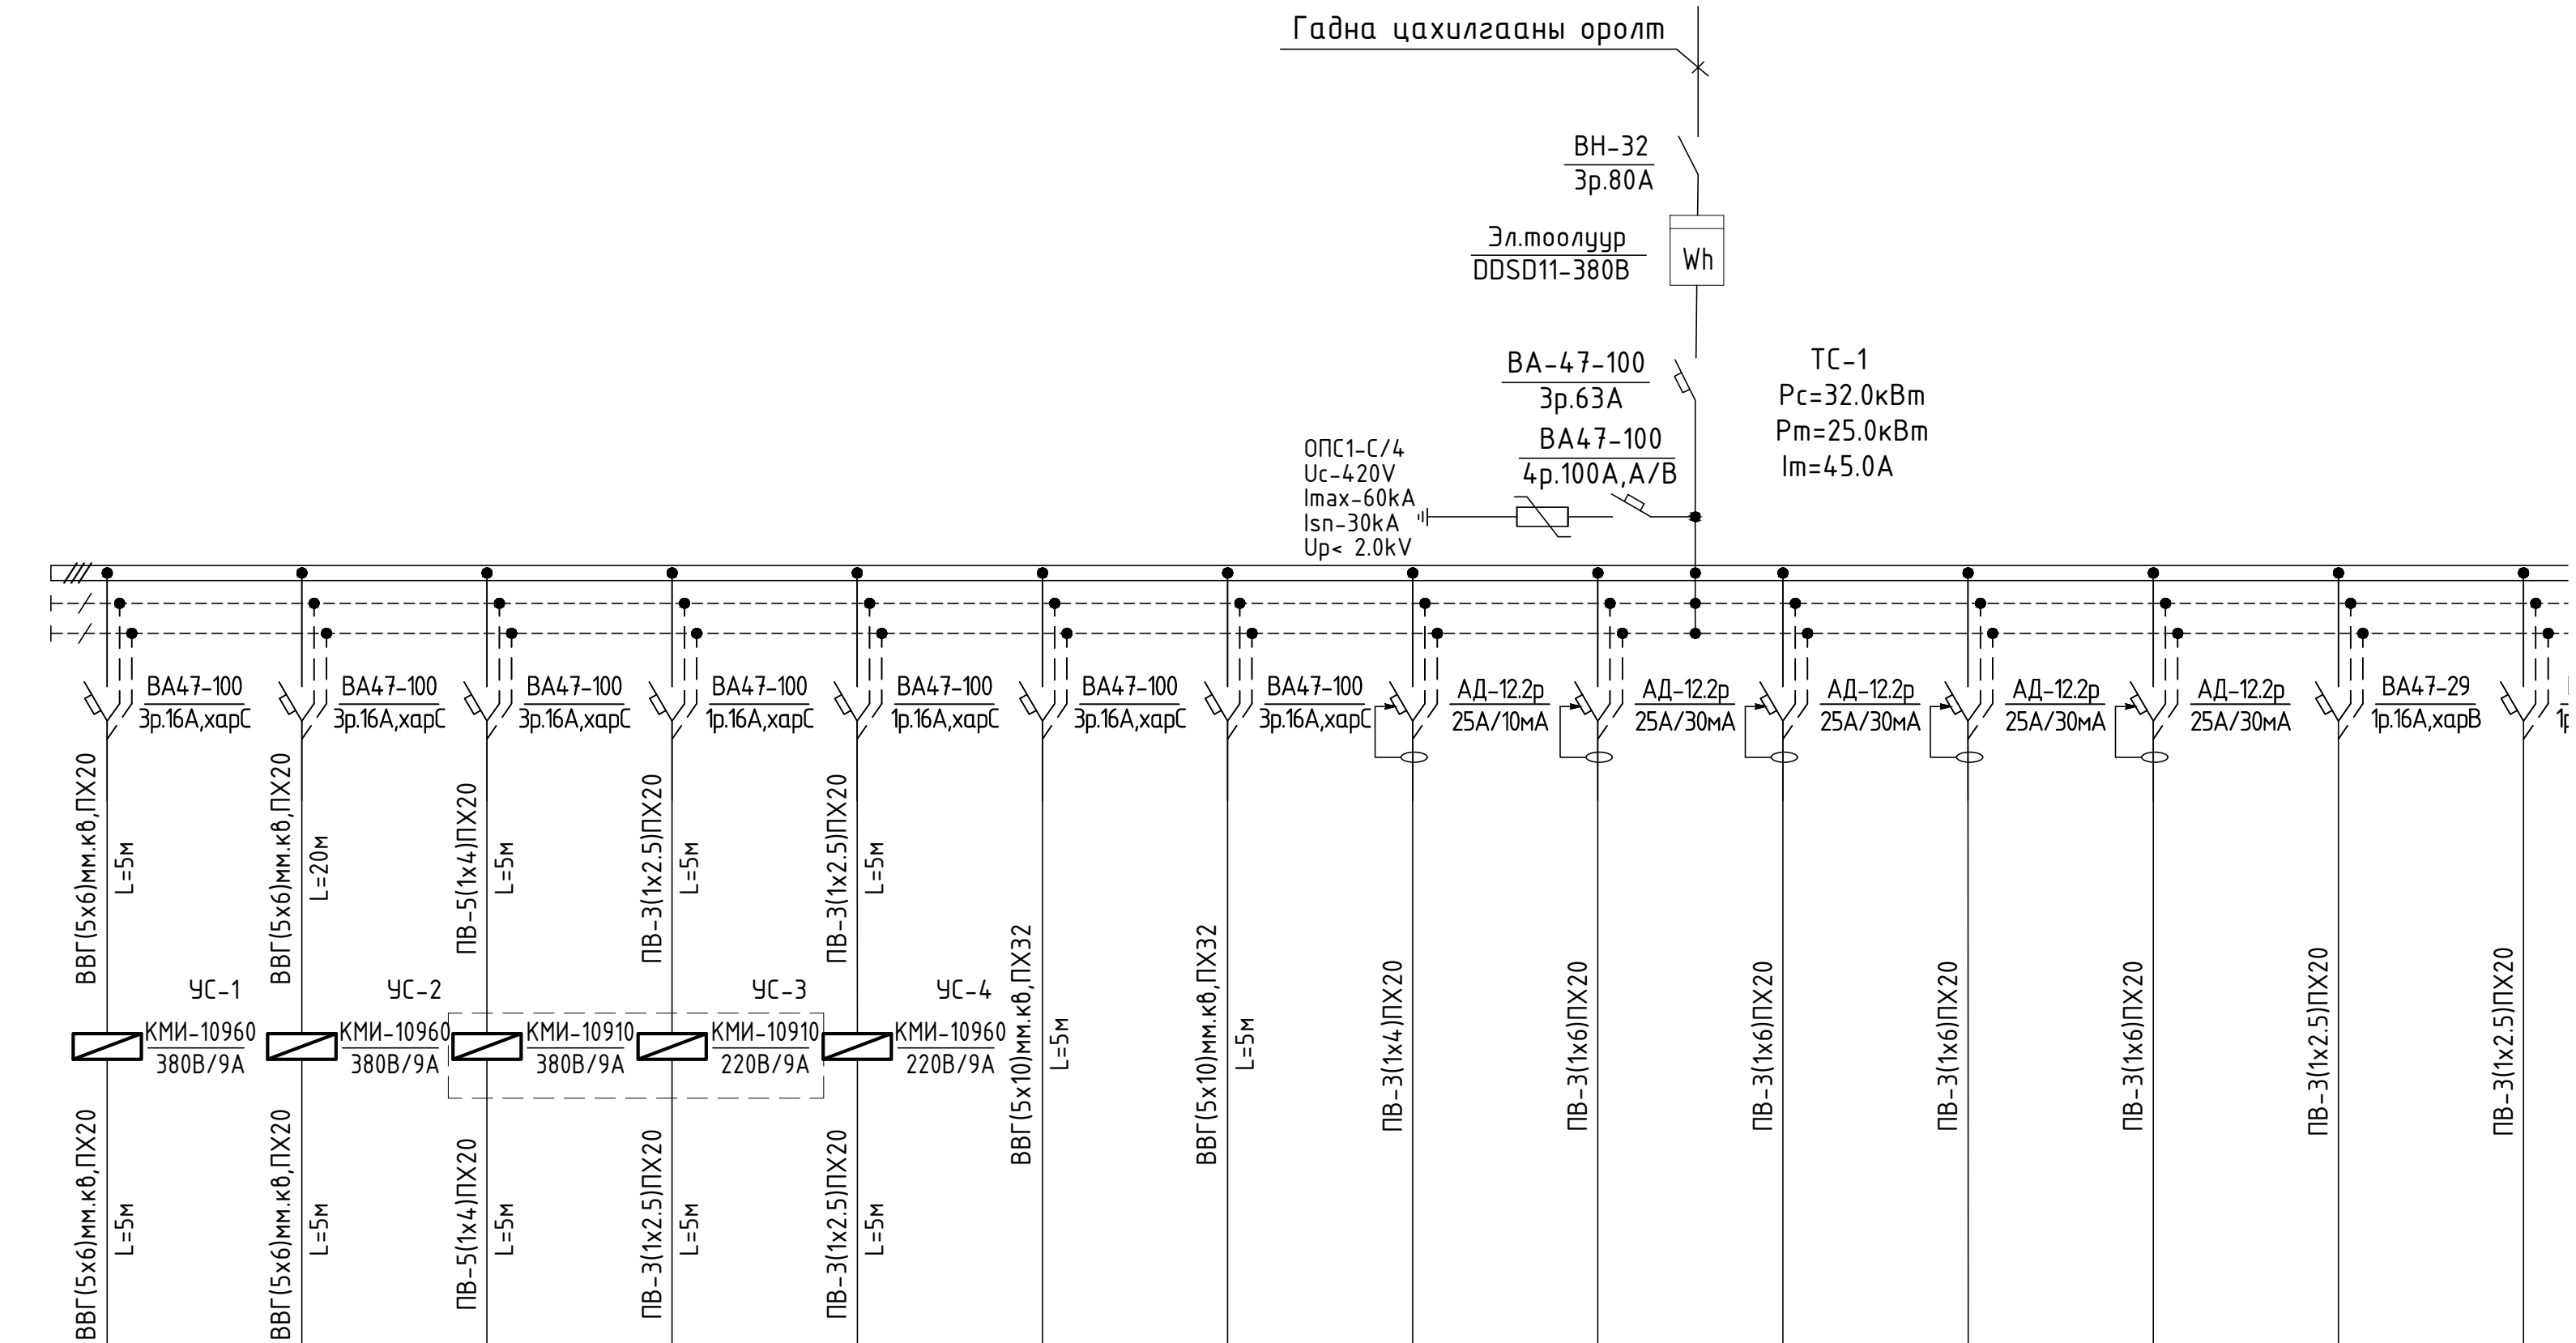 Гадна цахилгааны оролт
ВН-32
3р.80А
Эл.тоолуур
DDSD11-380В
Wh
ВА-47-100
3р.63А
ТС-1
Рс=32.0кВт
Рт=25.0кВт
Iт=45.0А
ВА47-100
4р.100А,А/В
ОПС1-С/4
Uc-420V
Imax-60kA
Isn-30kA
Up< 2.0kV
ВА47-100
3р.16А,харС
ВА47-100
3р.16А,харС
ВА47-100
3р.16А,харС
ВА47-100
1р.16А,харС
ВА47-100
1р.16А,харС
ВА47-100
3р.16А,харС
ВА47-100
3р.16А,харС
АД-12.2р
25А/10мА
АД-12.2р
25А/30мА
АД-12.2р
25А/30мА
АД-12.2р
25А/30мА
АД-12.2р
25А/30мА
ВА47-29
1р.16А,харВ
ВВГ(5х6)мм.кв,ПХ20
L=5м
ВВГ(5х6)мм.кв,ПХ20
L=20м
ПВ-5(1х4)ПХ20
L=5м
ПВ-3(1х2.5)ПХ20
L=5м
ПВ-3(1х2.5)ПХ20
L=5м
ВВГ(5х10)мм.кв,ПХ32
L=5м
ВВГ(5х10)мм.кв,ПХ32
L=5м
ПВ-3(1х4)ПХ20
ПВ-3(1х6)ПХ20
ПВ-3(1х6)ПХ20
ПВ-3(1х6)ПХ20
ПВ-3(1х6)ПХ20
ПВ-3(1х2.5)ПХ20
ПВ-3(1х2.5)ПХ20
УС-1
УС-2
УС-3
УС-4
КМИ-10960
380В/9А
КМИ-10960
380В/9А
КМИ-10910
380В/9А
КМИ-10910
220В/9А
КМИ-10960
220В/9А
ВВГ(5х6)мм.кв,ПХ20
L=5м
ВВГ(5х6)мм.кв,ПХ20
L=5м
ПВ-5(1х4)ПХ20
L=5м
ПВ-3(1х2.5)ПХ20
L=5м
ПВ-3(1х2.5)ПХ20
L=5м